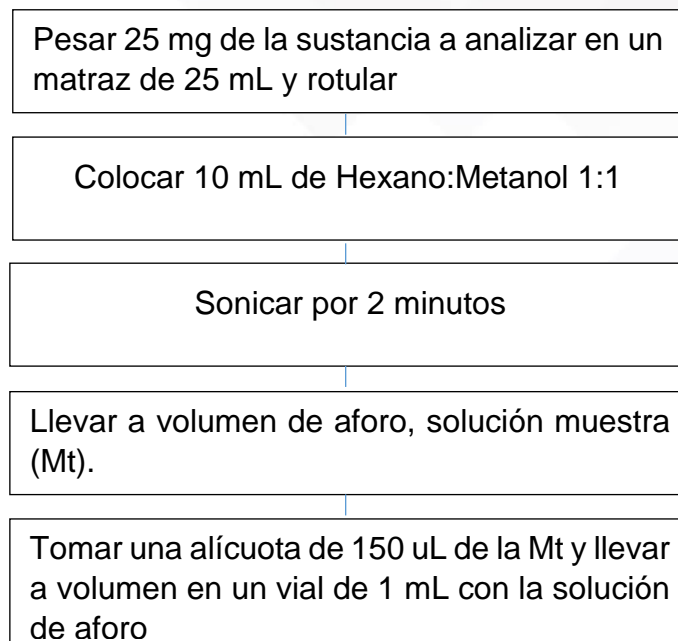 Pesar 25 mg de la sustancia a analizar en un
matraz de 25 mL y rotular
Colocar 10 mL de Hexano:Metanol 1:1
Sonicar por 2 minutos
Llevar a volumen de aforo, solución muestra
(Mt).
Tomar una alícuota de 150 uL de la Mt y llevar
a volumen en un vial de 1 mL con la solución
de aforo